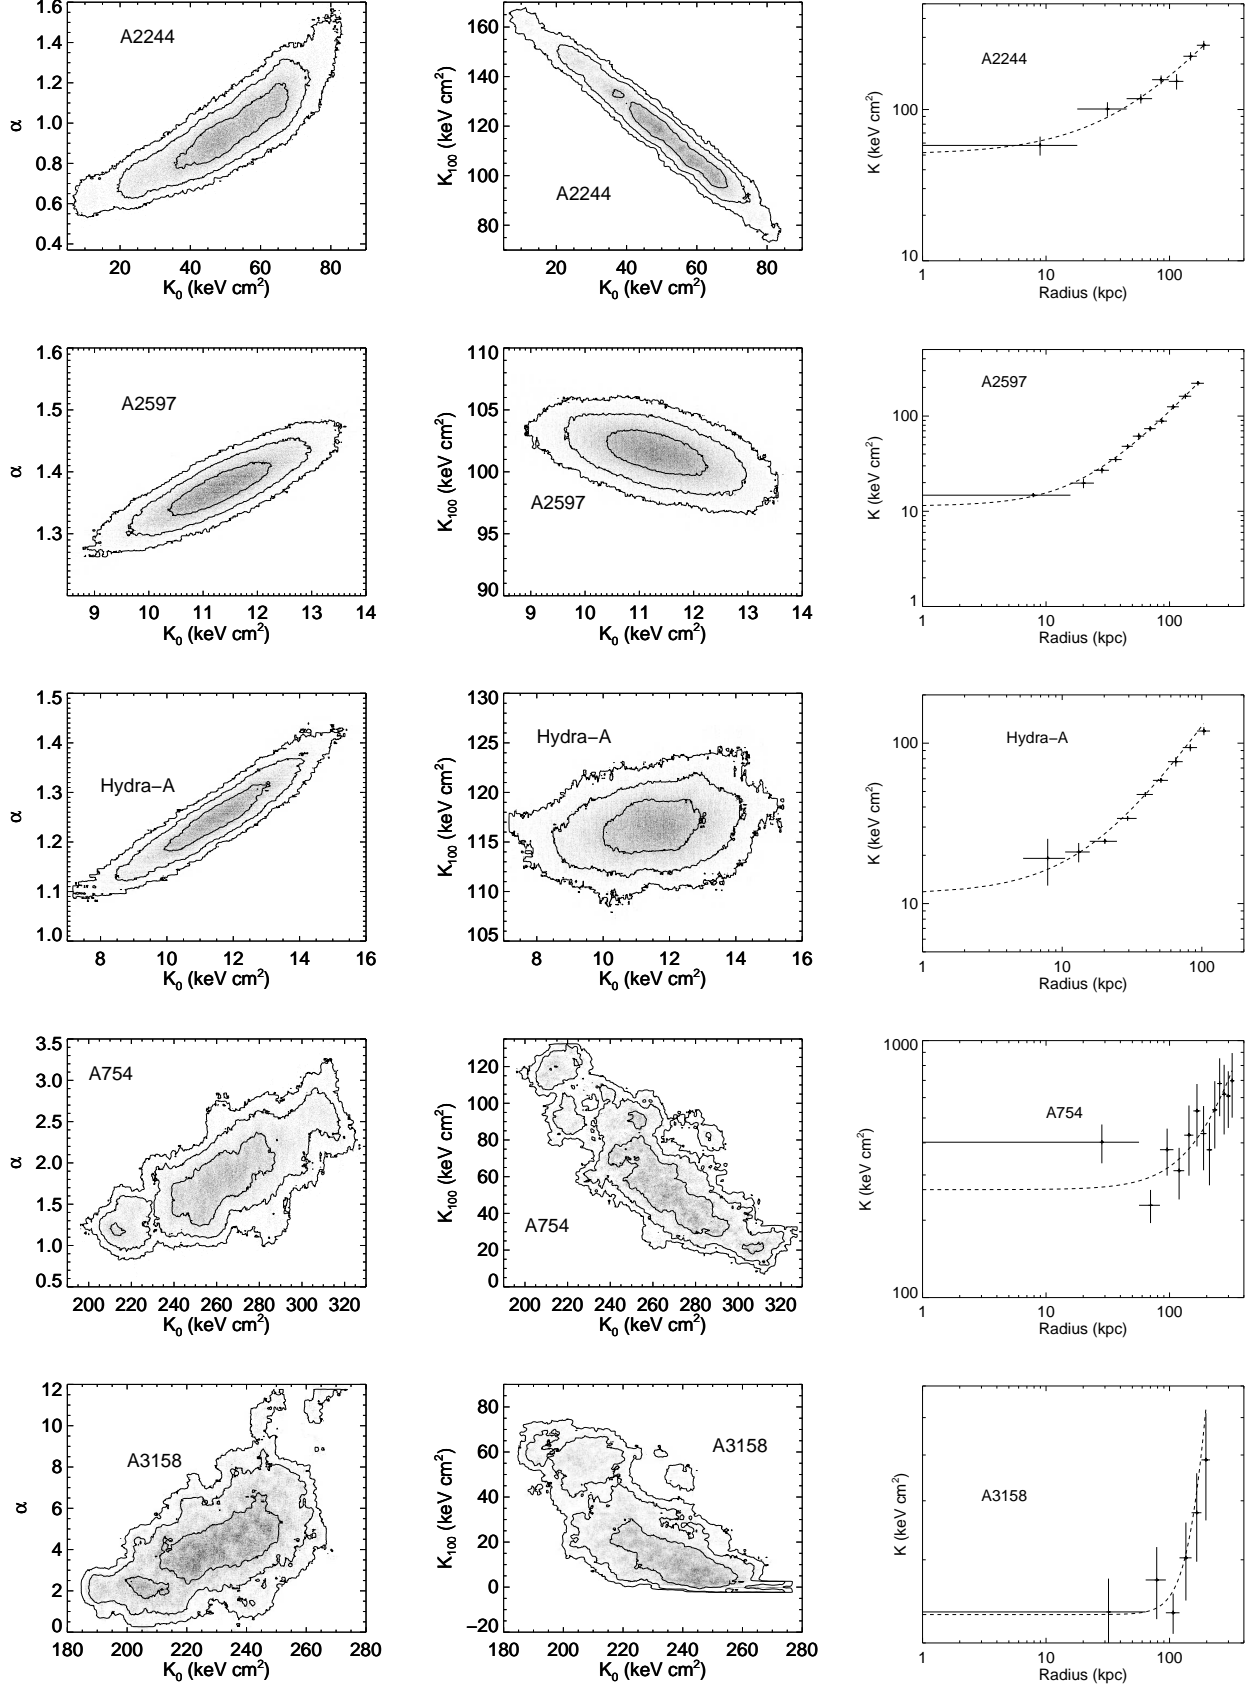 1.6
1.4
1.2
1.0
0.8
0.6
0.4
α
A2244
20 40 60 80
K0 (keV cm2)
160
140
120
100
80
K100 (keV cm2)
A2244
20 40 60 80
K0 (keV cm2)
100
10
K (keV cm2)
A2244
1 10 100
Radius (kpc)
1.6
1.5
1.4
1.3
α
A2597
9 10 11 12 13 14
K0 (keV cm2)
110
105
100
95
90
K100 (keV cm2)
A2597
9 10 11 12 13 14
K0 (keV cm2)
100
10
1
K (keV cm2)
A2597
1 10 100
Radius (kpc)
1.5
1.4
1.3
1.2
1.1
1.0
α
Hydra−A
8 10 12 14 16
K0 (keV cm2)
130
125
120
115
110
105
K100 (keV cm2)
Hydra−A
8 10 12 14 16
K0 (keV cm2)
100
10
K (keV cm2)
Hydra−A
1 10 100
Radius (kpc)
3.5
3.0
2.5
2.0
1.5
1.0
0.5
α
A754
200 220 240 260 280 300 320
K0 (keV cm2)
120
100
80
60
40
20
0
K100 (keV cm2)
A754
200 220 240 260 280 300 320
K0 (keV cm2)
1000
100
K (keV cm2)
A754
1 10 100
Radius (kpc)
12
10
8
6
4
2
0
α
A3158
180 200 220 240 260 280
K0 (keV cm2)
80
60
40
20
0
−20
K100 (keV cm2)
A3158
180 200 220 240 260 280
K0 (keV cm2)
K (keV cm2)
A3158
1 10 100
Radius (kpc)